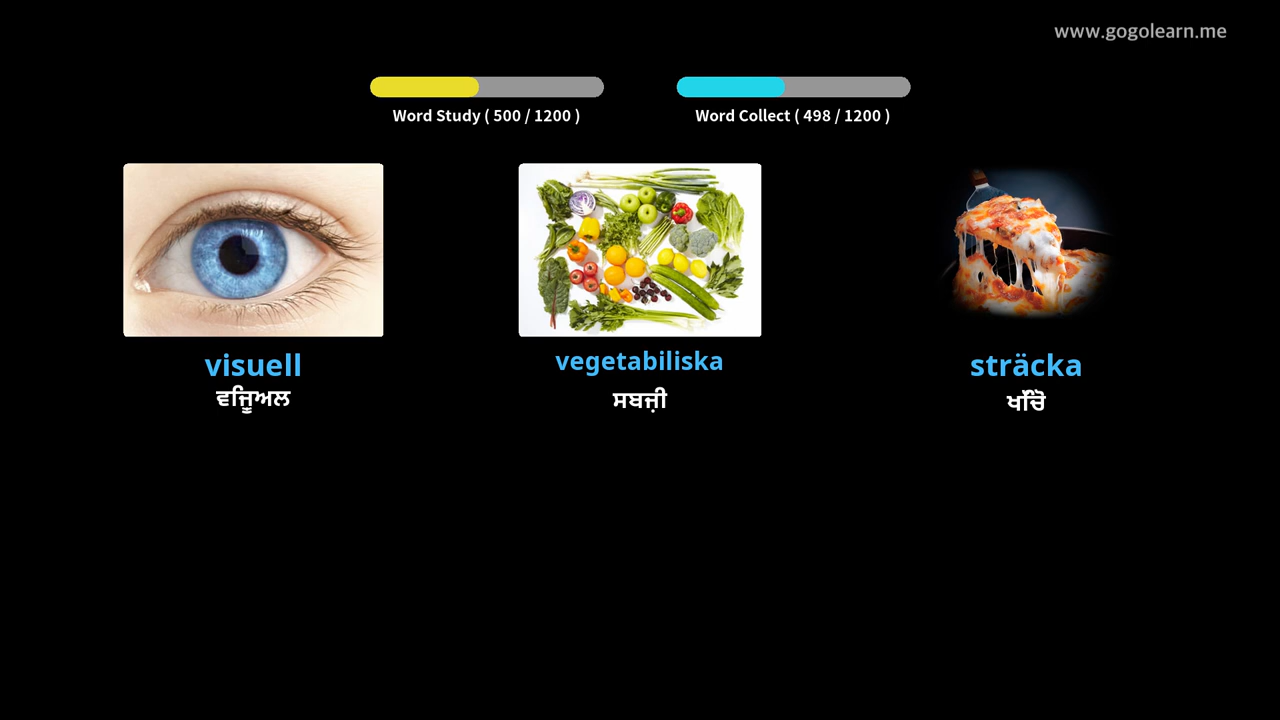 www.gogolearn.me
Word Study ( 500 / 1200 )
Word Collect ( 498 / 1200 )
visuell
vegetabiliska
sträcka
ਵਿਜ਼ੂਅਲ
ਸਬਜ਼ੀ
ਖਿੱਚੋ